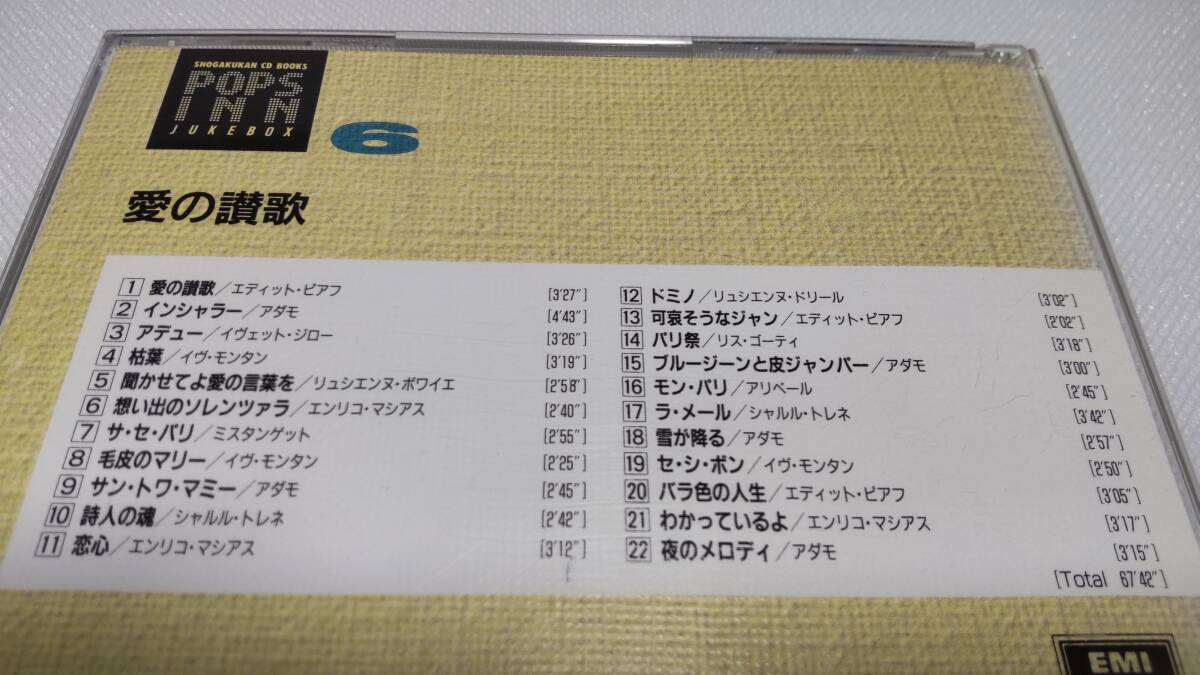 SHOGAKUKAN CD BOOKS
POPS
INN
JUKEBOX
6
愛の讃歌
1 愛の讃歌/エディット・ピアフ [3'27"]
2 インシャラー/アダモ [4'43"]
3 アデュー/イヴェット・ジロー [3'26"]
4 枯葉/イヴ・モンタン [3'19"]
5 聞かせてよ愛の言葉を/リュシエンヌ・ボワイエ [2'58"]
6 想い出のソレンツァラ/エンリコ・マシアス [2'40"]
7 サ・セ・パリ/ミスタンゲット [2'55"]
8 毛皮のマリー/イヴ・モンタン [2'25"]
9 サン・トワ・マミー/アダモ [2'45"]
10 詩人の魂/シャルル・トレネ [2'42"]
11 恋心/エンリコ・マシアス [3'12"]
12 ドミノ/リュシエンヌ・ドリール [3'02"]
13 可哀そうなジャン/エディット・ピアフ [2'02"]
14 パリ祭/リス・ゴーティ [3'18"]
15 ブルージーンと皮ジャンパー/アダモ [3'00"]
16 モン・パリ/アリベール [2'45"]
17 ラ・メール/シャルル・トレネ [3'42"]
18 雪が降る/アダモ [2'57"]
19 セ・シ・ボン/イヴ・モンタン [2'50"]
20 バラ色の人生/エディット・ピアフ [3'05"]
21 わかっているよ/エンリコ・マシアス [3'17"]
22 夜のメロディ/アダモ [3'15"]
[Total 67'42"]
EMI